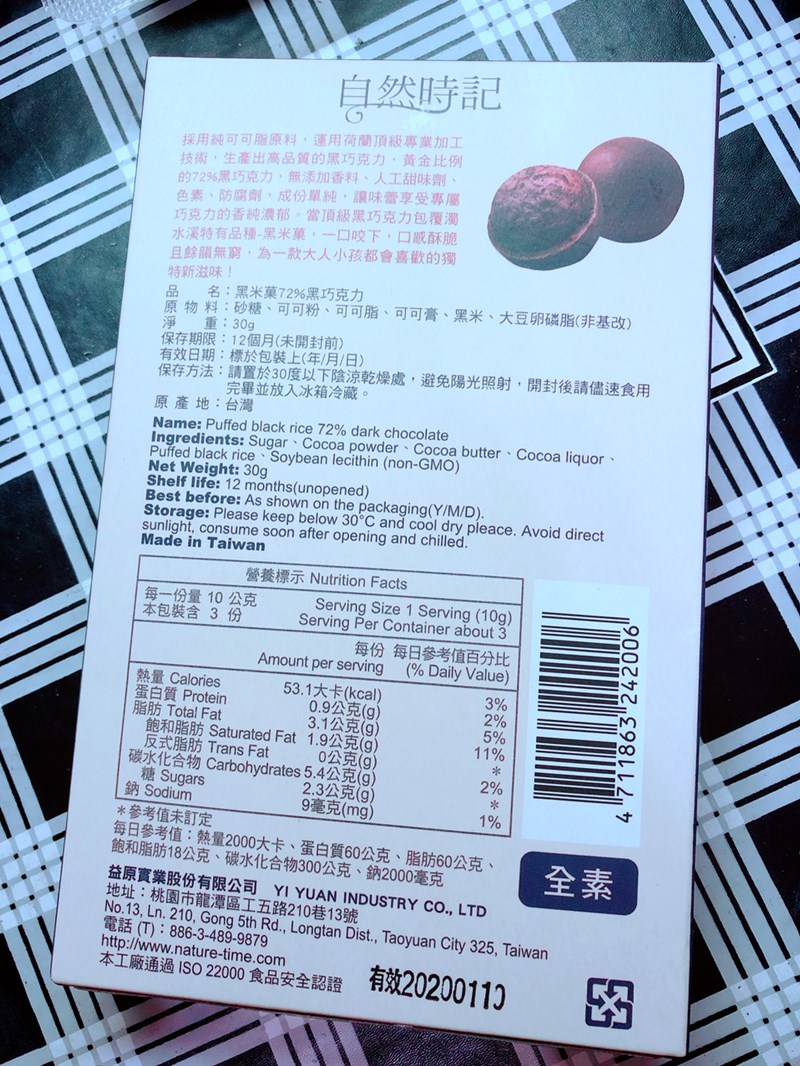 自然時記
採用純可可脂原料，運用荷蘭頂級專業加工
技術，生產出高品質的黑巧克力，黃金比例
的72%黑巧克力，無添加香料、人工甜味劑、
色素、防腐劑，成份單純，讓味蕾享受專屬
巧克力的香純濃郁。當頂級黑巧克力包覆濁
水溪特有品種-黑米菓，一口咬下，口感酥脆
且餘韻無窮，為一款大人小孩都會喜歡的獨
特新滋味！
品　　名：黑米菓72%黑巧克力
原 物 料：砂糖、可可粉、可可脂、可可膏、黑米、大豆卵磷脂(非基改)
淨　　重：30g
保存期限：12個月(未開封前)
有效日期：標於包裝上(年/月/日)
保存方法：請置於30度以下陰涼乾燥處，避免陽光照射，開封後請儘速食用
完畢並放入冰箱冷藏。
原 產 地：台灣
Name: Puffed black rice 72% dark chocolate
Ingredients: Sugar、Cocoa powder、Cocoa butter、Cocoa liquor、
Puffed black rice、Soybean lecithin (non-GMO)
Net Weight: 30g
Shelf life: 12 months(unopened)
Best before: As shown on the packaging(Y/M/D).
Storage: Please keep below 30°C and cool dry pleace. Avoid direct
sunlight, consume soon after opening and chilled.
Made in Taiwan
營養標示 Nutrition Facts
每一份量 10 公克 Serving Size 1 Serving (10g)
本包裝含 3 份 Serving Per Container about 3
每份 每日參考值百分比
Amount per serving (% Daily Value)
熱量 Calories 53.1大卡(kcal) 3%
蛋白質 Protein 0.9公克(g) 2%
脂肪 Total Fat 3.1公克(g) 5%
飽和脂肪 Saturated Fat 1.9公克(g) 11%
反式脂肪 Trans Fat 0公克(g) *
碳水化合物 Carbohydrates 5.4公克(g) 2%
糖 Sugars 2.3公克(g) *
鈉 Sodium 9毫克(mg) 1%
*參考值未訂定
每日參考值：熱量2000大卡、蛋白質60公克、脂肪60公克、
飽和脂肪18公克、碳水化合物300公克、鈉2000毫克
4 711863 242006
全素
益原實業股份有限公司 YI YUAN INDUSTRY CO., LTD
地址：桃園市龍潭區工五路210巷13號
No.13, Ln. 210, Gong 5th Rd., Longtan Dist., Taoyuan City 325, Taiwan
電話 (T)：886-3-489-9879
http://www.nature-time.com
本工廠通過 ISO 22000 食品安全認證
有效20200110